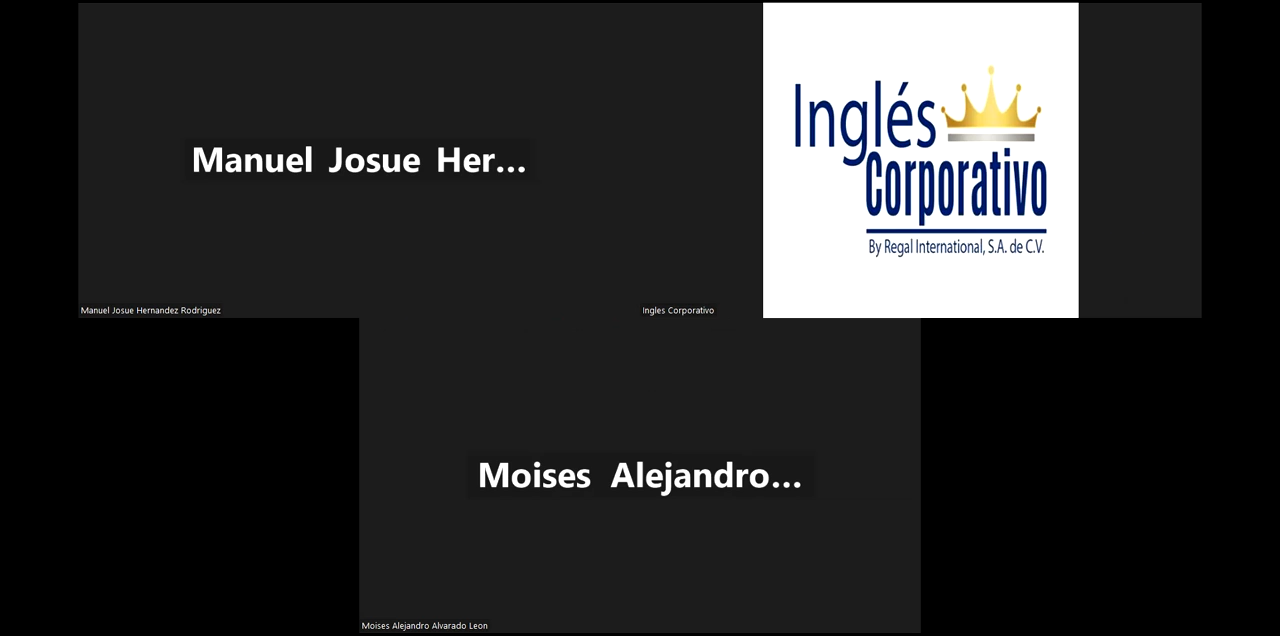 Manuel Josue Her...
Manuel Josue Hernandez Rodriguez
Inglés
Corporativo
By Regal International, S.A. de C.V.
Ingles Corporativo
Moises Alejandro...
Moises Alejandro Alvarado Leon